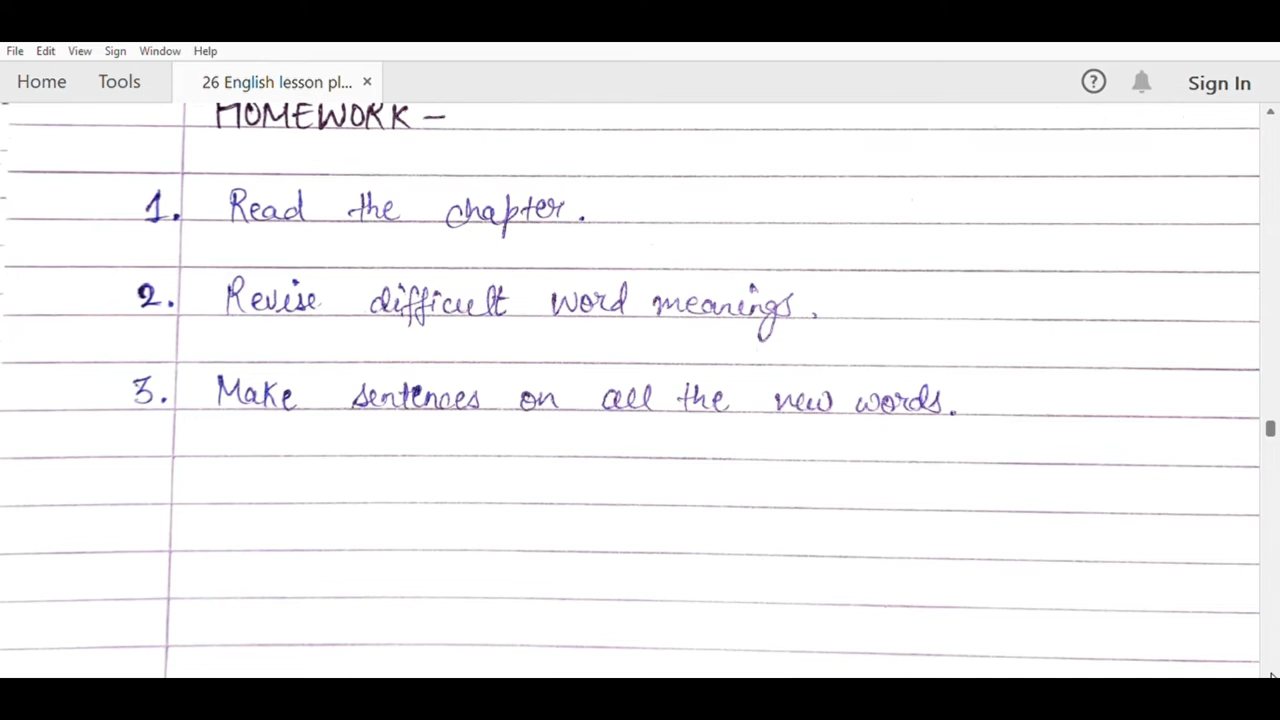 File Edit View Sign Window Help
Home Tools 26 English lesson pl... × ? Sign In
HOMEWORK –
1. Read the chapter.
2. Revise difficult word meanings.
3. Make sentences on all the new words.